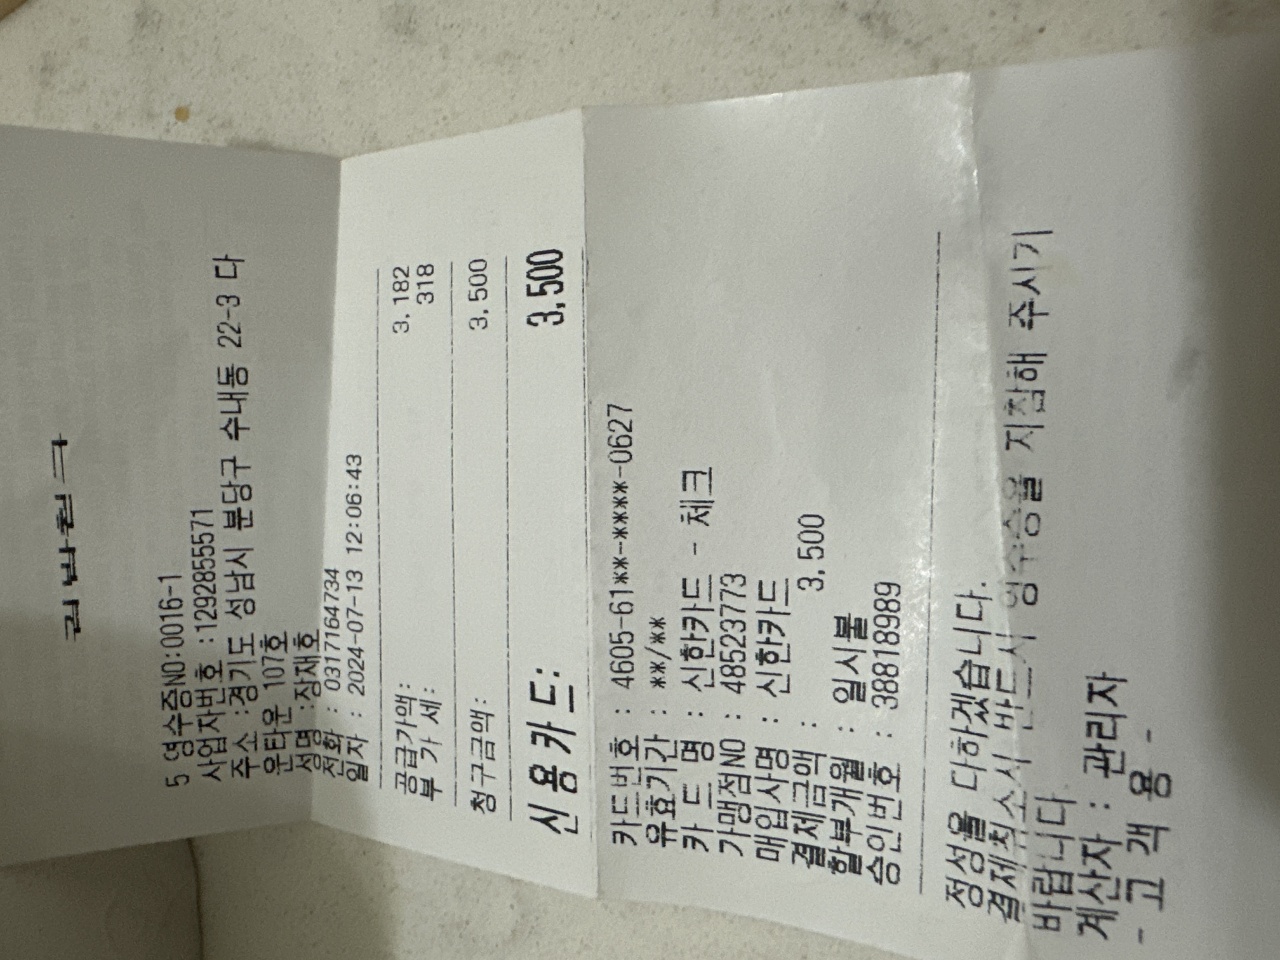 김밥천국
5 영수증NO:0016-1
사업자번호 :1292855571
주소 :경기도 성남시 분당구 수내동 22-3 다
운타운 107호
성명 :장재호
전화 : 0317164734
일자 : 2024-07-13 12:06:43
공급가액: 3,182
부 가 세: 318
청구금액: 3,500
신용카드: 3,500
카드번호 : 4605-61**-****-0627
유효기간 : **/**
카 드 명 : 신한카드 - 체크
가맹점NO : 48523773
매입사명 : 신한카드
결제금액 : 3,500
할부개월 : 일시불
승인번호 : 38818989
정성을 다하겠습니다.
결제취소시 반드시 영수증을 지참해 주시기
바랍니다
계산자 : 관리자
- 고 객 용 -